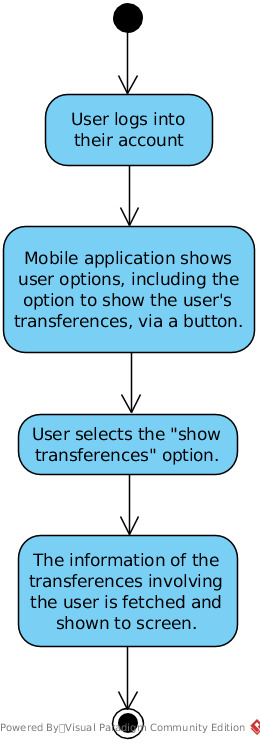 User logs into
their account
Mobile application shows
user options, including the
option to show the user's
transferences, via a button.
User selects the "show
transferences" option.
The information of the
transferences involving
the user is fetched and
shown to screen.
Powered By Visual Paradigm Community Edition